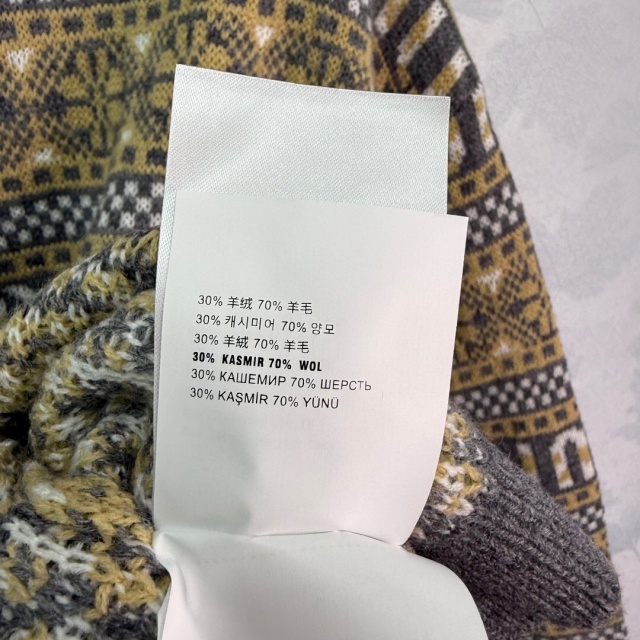 30% 羊绒 70% 羊毛
30% 캐시미어 70% 양모
30% 羊绒 70% 羊毛
30% KASMIR 70% WOL
30% КАШЕМИР 70% ШЕРСТЬ
30% KAŞMİR 70% YÜNÜ